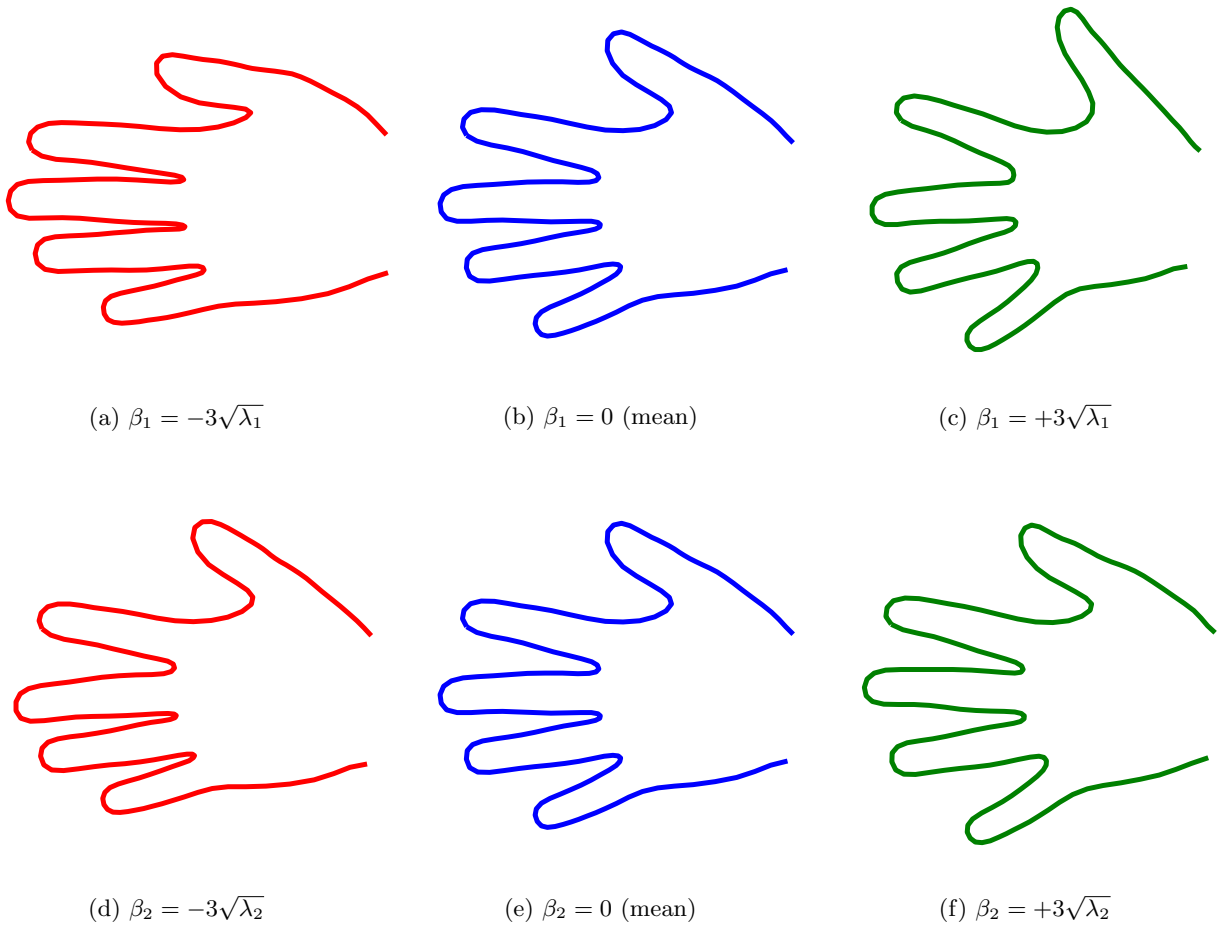 (a) β₁ = −3√λ₁
(b) β₁ = 0 (mean)
(c) β₁ = +3√λ₁
(d) β₂ = −3√λ₂
(e) β₂ = 0 (mean)
(f) β₂ = +3√λ₂